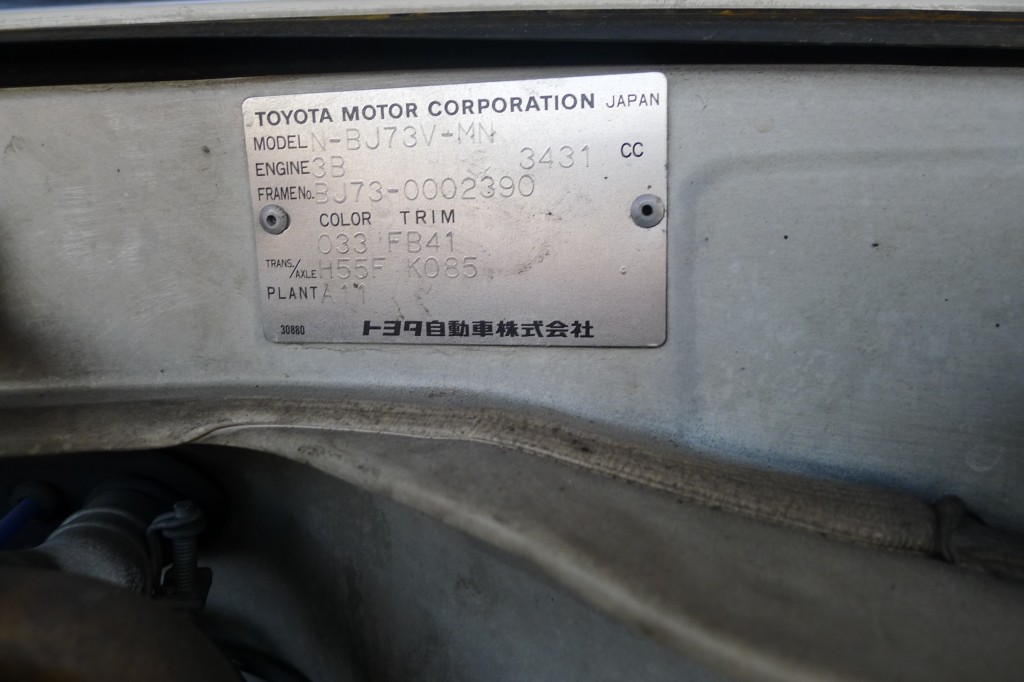 TOYOTA MOTOR CORPORATION JAPAN
MODEL N-BJ73V-MN
ENGINE 3B 3431 CC
FRAME No. BJ73-0002390
COLOR TRIM
033 FB41
TRANS./AXLE H55F K085
PLANT A11
30880 トヨタ自動車株式会社